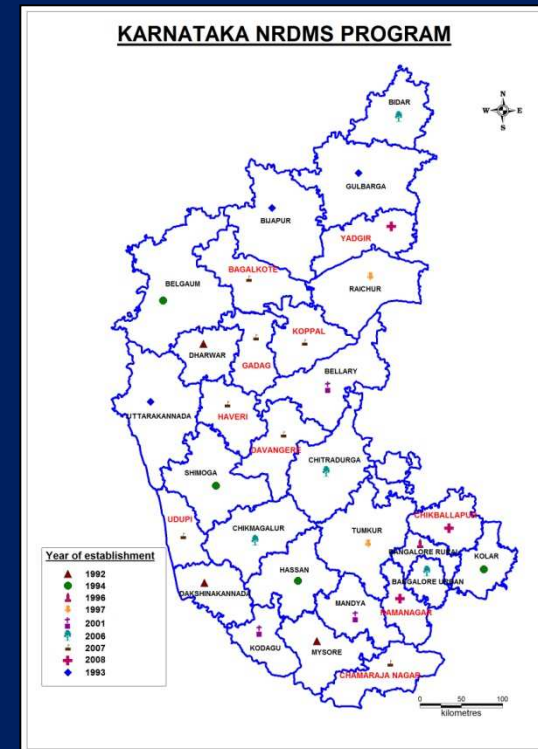 KARNATAKA NRDMS PROGRAM
N
W E
S
BIDAR
GULBARGA
BIJAPUR
YADGIR
BAGALKOTE
BELGAUM
RAICHUR
KOPPAL
DHARWAR
GADAG
BELLARY
UTTARAKANNADA
HAVERI
DAVANGERE
CHITRADURGA
SHIMOGA
UDUPI
CHIKMAGALUR
TUMKUR
CHIKBALLAPUR
BANGALORE RURAL
KOLAR
HASSAN
BANGALORE URBAN
DAKSHINAKANNADA
MANDYA
RAMANAGAR
KODAGU
MYSORE
CHAMARAJA NAGAR
Year of establishment
1992
1994
1996
1997
2001
2006
2007
2008
1993
0 50 100
kilometres